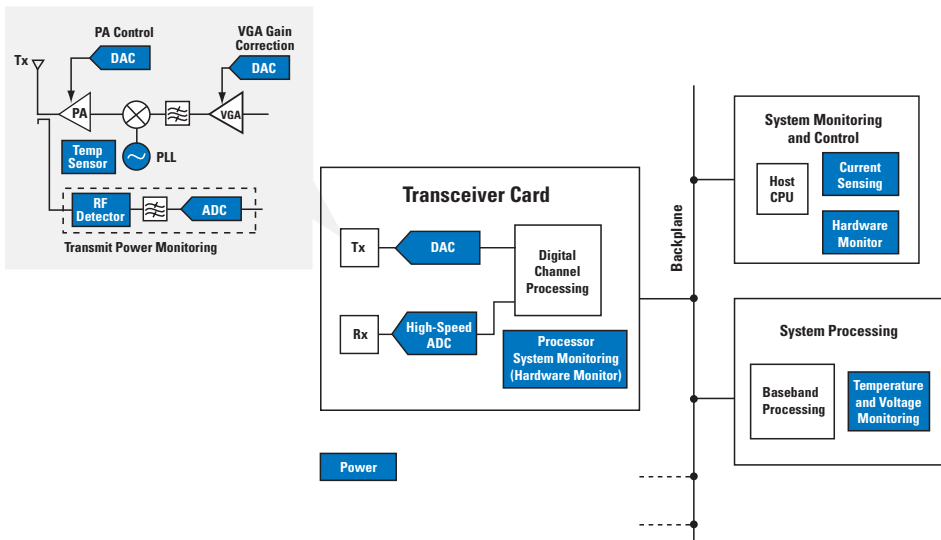 PA Control
DAC
VGA Gain
Correction
DAC
Tx
PA
VGA
Temp
Sensor
PLL
RF
Detector
ADC
Transmit Power Monitoring
Transceiver Card
Tx
DAC
Digital
Channel
Processing
Rx
High-Speed
ADC
Processor
System Monitoring
(Hardware Monitor)
Power
Backplane
System Monitoring
and Control
Host
CPU
Current
Sensing
Hardware
Monitor
System Processing
Baseband
Processing
Temperature
and Voltage
Monitoring